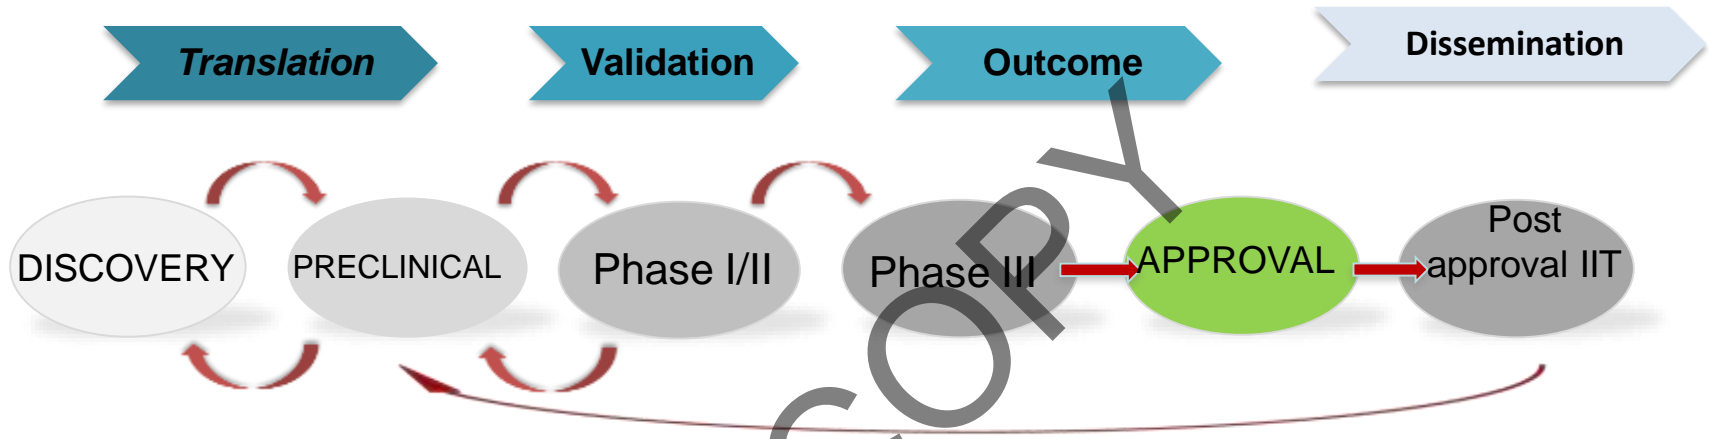 Translation
Validation
Outcome
Dissemination
DISCOVERY
PRECLINICAL
Phase I/II
Phase III
APPROVAL
Post
approval IIT
COPY